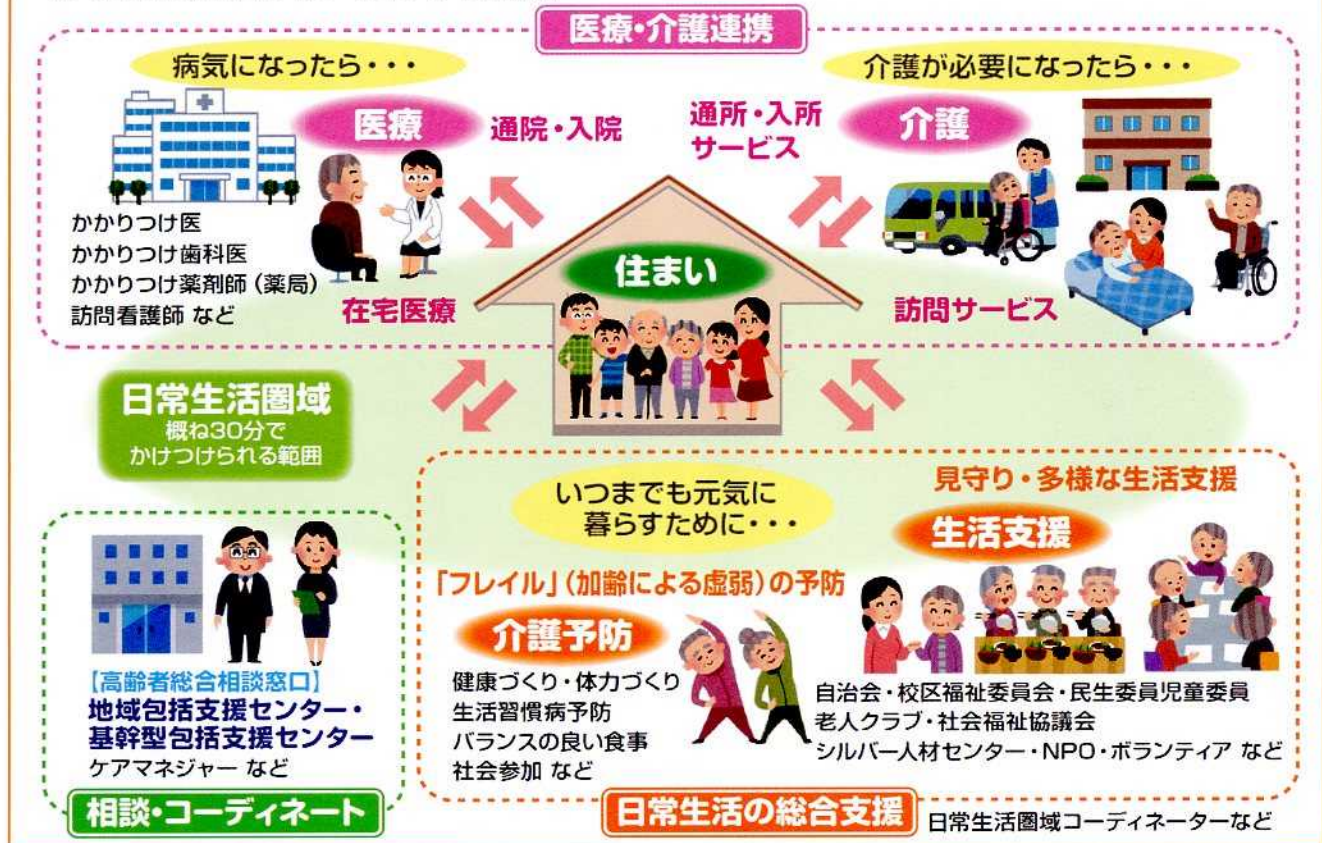 医療・介護連携
病気になったら・・・
医療
通院・入院
かかりつけ医
かかりつけ歯科医
かかりつけ薬剤師（薬局）
訪問看護師 など
在宅医療
介護が必要になったら・・・
通所・入所
サービス
介護
訪問サービス
住まい
日常生活圏域
概ね30分で
かけつけられる範囲
【高齢者総合相談窓口】
地域包括支援センター・
基幹型包括支援センター
ケアマネジャー など
相談・コーディネート
いつまでも元気に
暮らすために・・・
「フレイル」（加齢による虚弱）の予防
介護予防
健康づくり・体力づくり
生活習慣病予防
バランスの良い食事
社会参加 など
見守り・多様な生活支援
生活支援
自治会・校区福祉委員会・民生委員児童委員
老人クラブ・社会福祉協議会
シルバー人材センター・NPO・ボランティア など
日常生活の総合支援
日常生活圏域コーディネーターなど